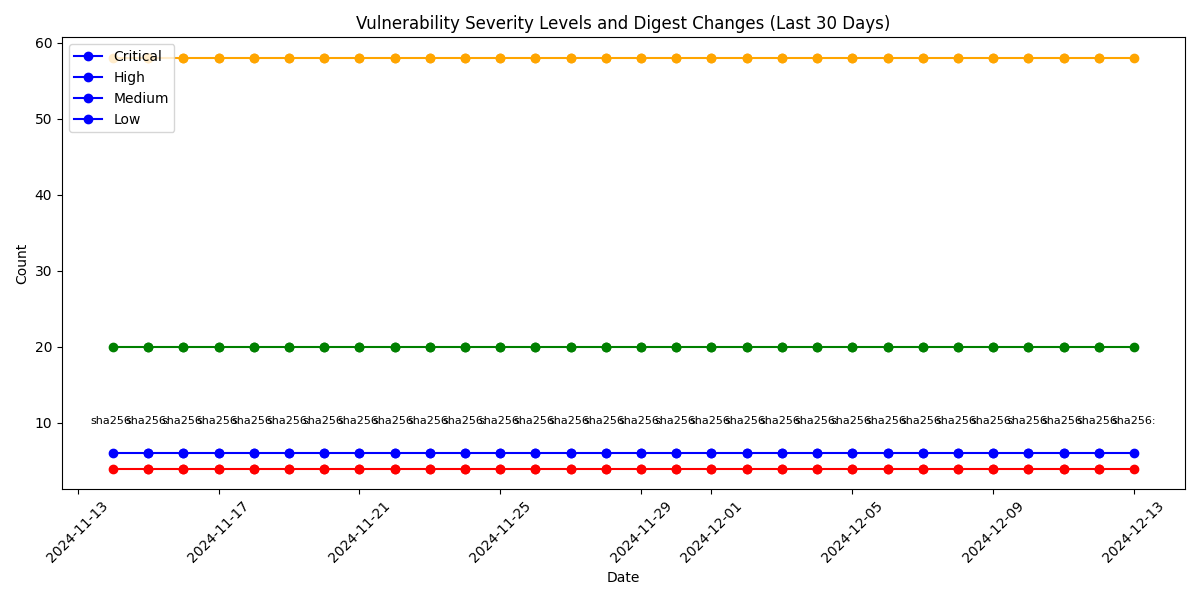 Vulnerability Severity Levels and Digest Changes (Last 30 Days)
60
Critical
High
Medium
Low
50
40
30
20
10
Count
sha256: sha256: sha256: sha256: sha256: sha256: sha256: sha256: sha256: sha256: sha256: sha256: sha256: sha256: sha256: sha256: sha256: sha256: sha256: sha256: sha256: sha256: sha256: sha256: sha256: sha256: sha256: sha256: sha256: sha256:
2024-11-13 2024-11-17 2024-11-21 2024-11-25 2024-11-29 2024-12-01 2024-12-05 2024-12-09 2024-12-13
Date